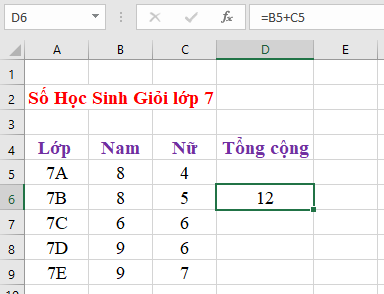 D6 =B5+C5
A B C D E
1
2 Số Học Sinh Giỏi lớp 7
3
4 Lớp Nam Nữ Tổng cộng
5 7A 8 4
6 7B 8 5 12
7 7C 6 6
8 7D 9 6
9 7E 9 7